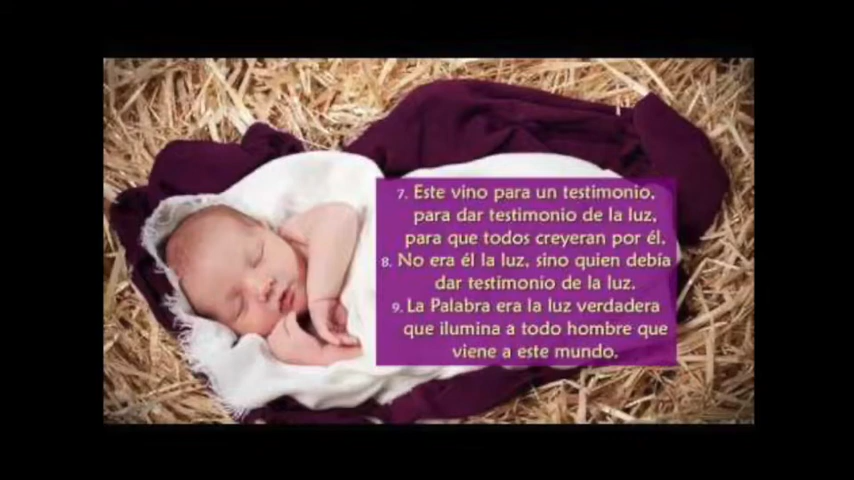 7. Este vino para un testimonio,
para dar testimonio de la luz,
para que todos creyeran por él.
8. No era él la luz, sino quien debía
dar testimonio de la luz.
9. La Palabra era la luz verdadera
que ilumina a todo hombre que
viene a este mundo.